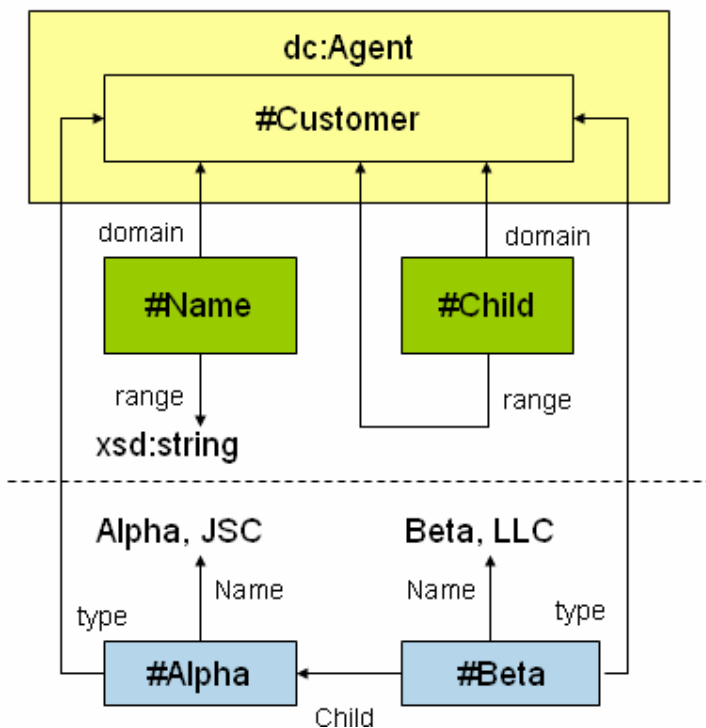 dc:Agent
#Customer
domain
domain
#Name
#Child
range
range
xsd:string
Alpha, JSC
Beta, LLC
Name
Name
type
type
#Alpha
#Beta
Child